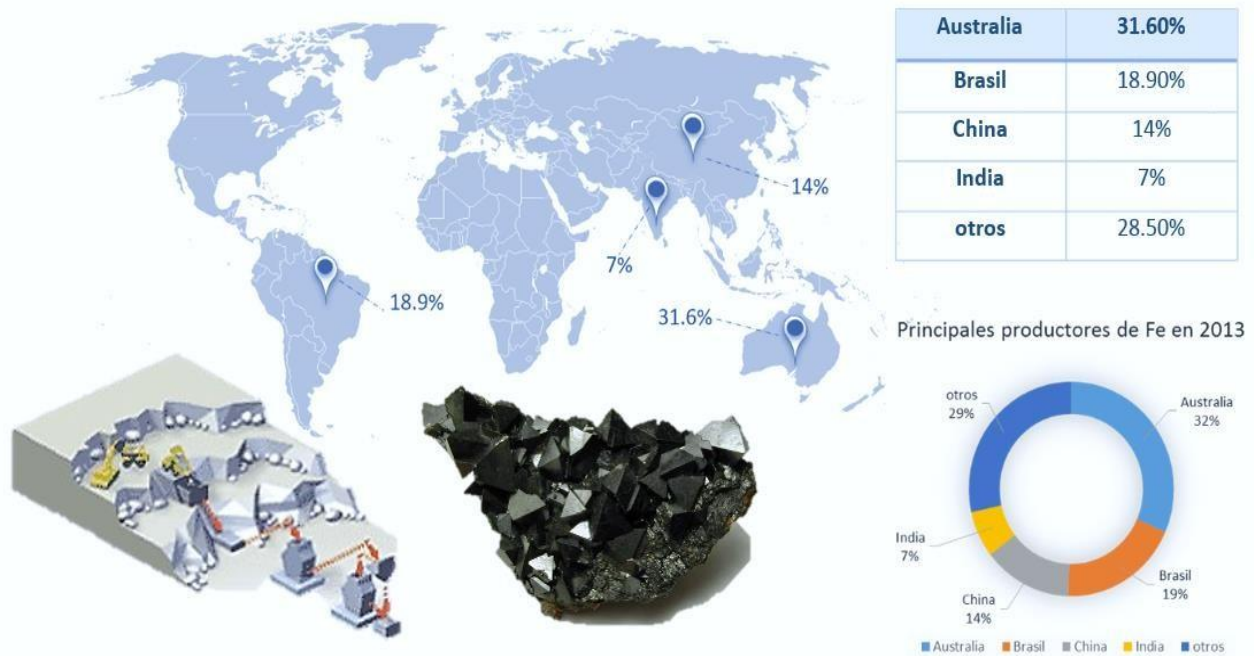 Australia 31.60%
Brasil 18.90%
China 14%
India 7%
otros 28.50%
14%
7%
18.9%
31.6%
Principales productores de Fe en 2013
otros
29%
Australia
32%
India
7%
Brasil
19%
China
14%
Australia Brasil China India otros